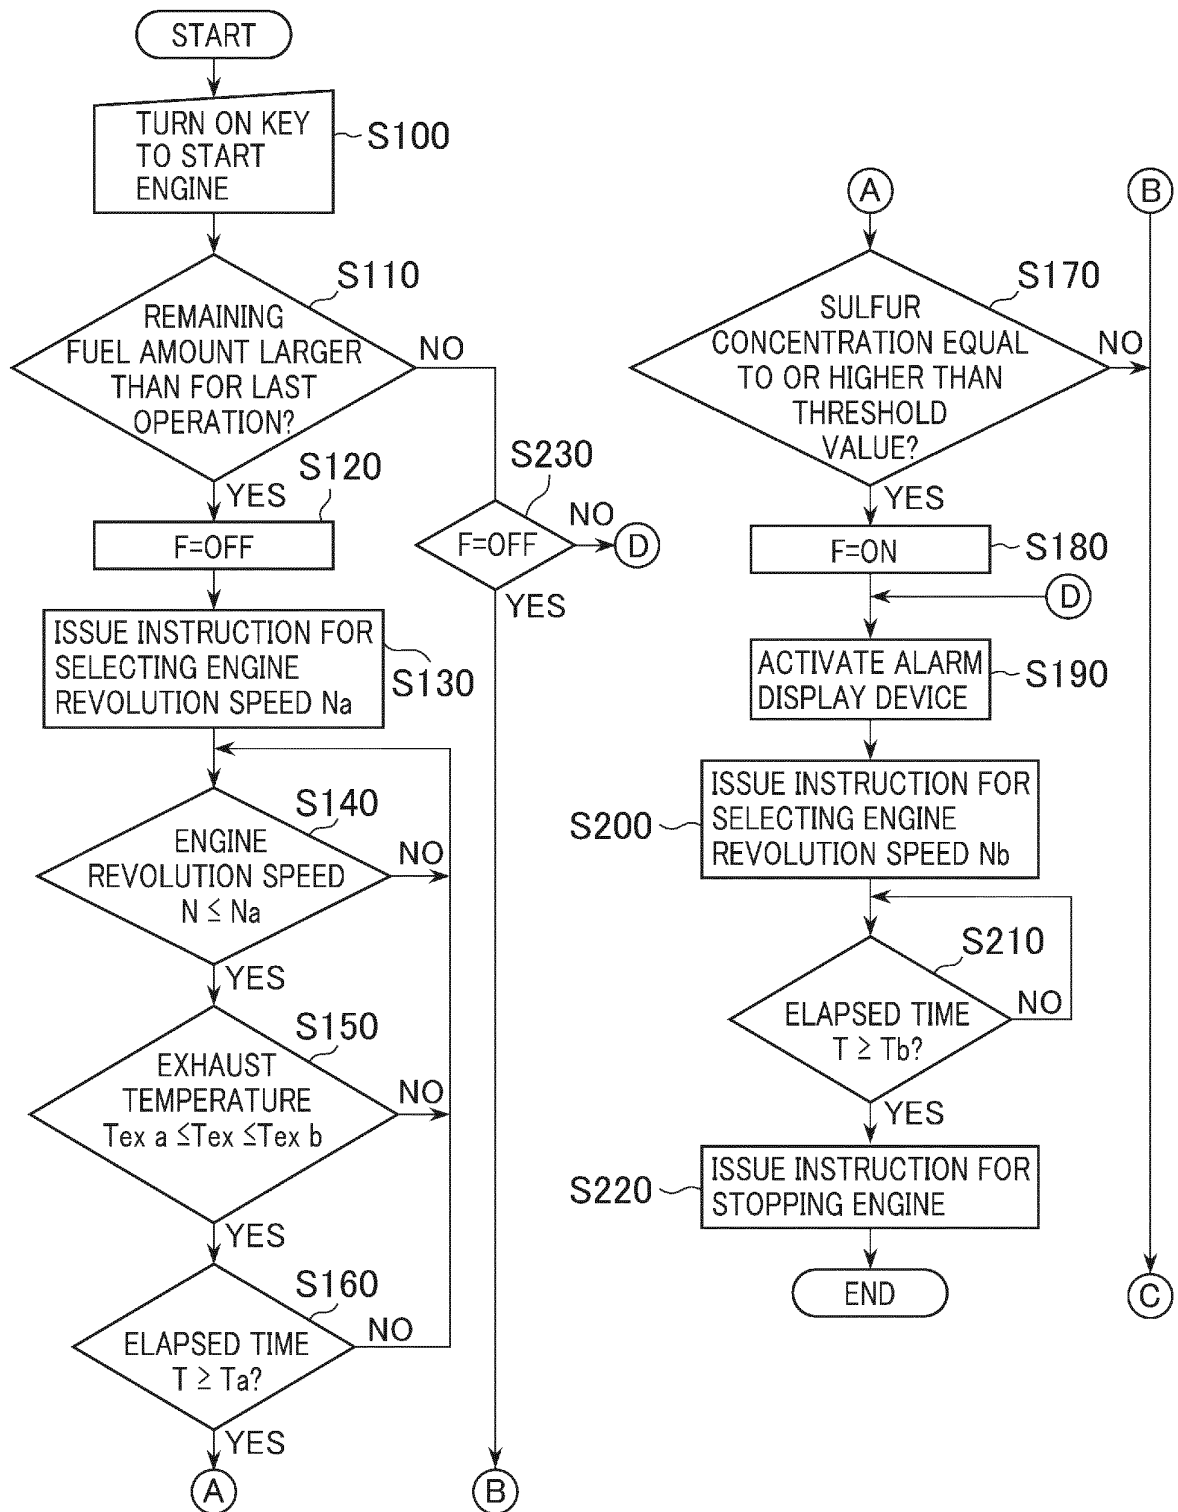 START
TURN ON KEY
TO START
ENGINE
S100
S110
REMAINING
FUEL AMOUNT LARGER
THAN FOR LAST
OPERATION?
NO
YES
S120
F=OFF
S230
F=OFF
NO
D
YES
ISSUE INSTRUCTION FOR
SELECTING ENGINE
REVOLUTION SPEED Na
S130
S140
ENGINE
REVOLUTION SPEED
N ≦ Na
NO
YES
S150
EXHAUST
TEMPERATURE
Tex a ≦Tex ≦Tex b
NO
YES
S160
ELAPSED TIME
T ≧ Ta?
NO
YES
A
B
A
B
S170
SULFUR
CONCENTRATION EQUAL
TO OR HIGHER THAN
THRESHOLD
VALUE?
NO
YES
F=ON
S180
D
ACTIVATE ALARM
DISPLAY DEVICE
S190
ISSUE INSTRUCTION FOR
SELECTING ENGINE
REVOLUTION SPEED Nb
S200
S210
ELAPSED TIME
T ≧ Tb?
NO
YES
ISSUE INSTRUCTION FOR
STOPPING ENGINE
S220
END
C